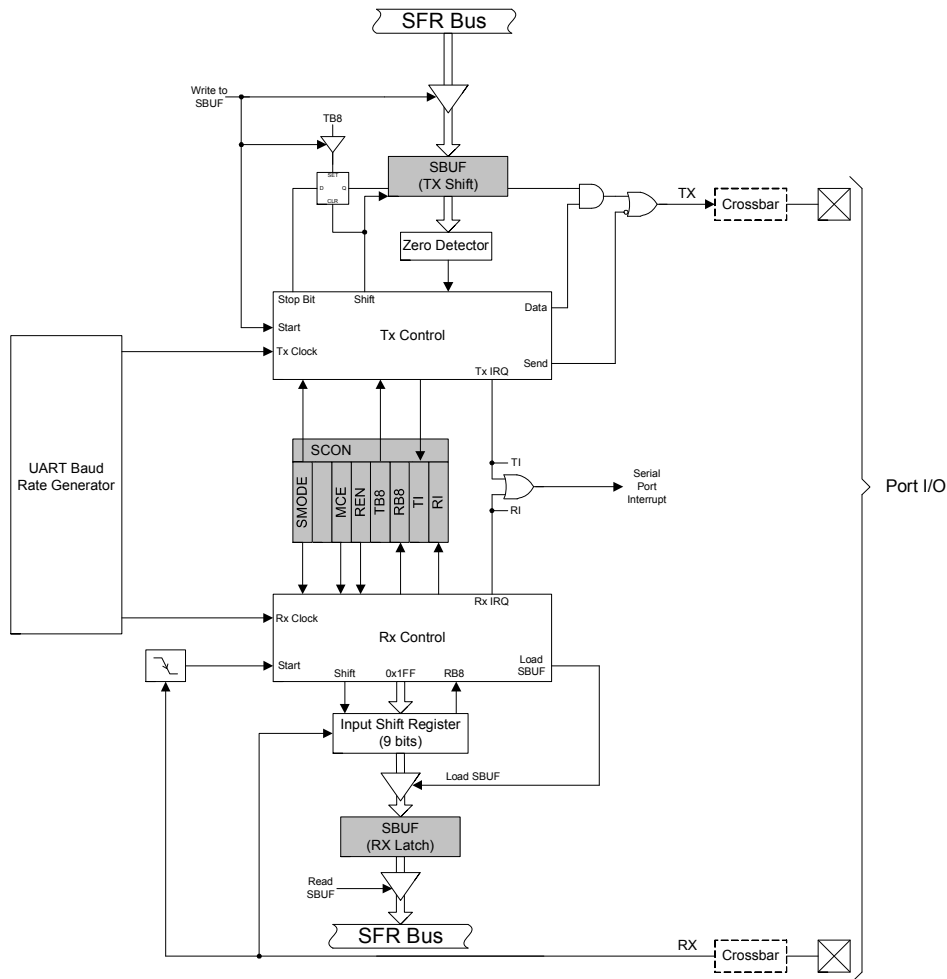 SFR Bus
Write to
SBUF
TB8
SET
D
Q
CLR
SBUF
(TX Shift)
TX
Crossbar
Zero Detector
Stop Bit
Shift
Data
Start
Tx Control
Tx Clock
Send
Tx IRQ
UART Baud
Rate Generator
SCON
SMODE
MCE
REN
TB8
RB8
TI
RI
TI
RI
Serial
Port
Interrupt
Port I/O
Rx IRQ
Rx Clock
Rx Control
Start
Load
SBUF
Shift
0x1FF
RB8
Input Shift Register
(9 bits)
Load SBUF
SBUF
(RX Latch)
Read
SBUF
SFR Bus
RX
Crossbar